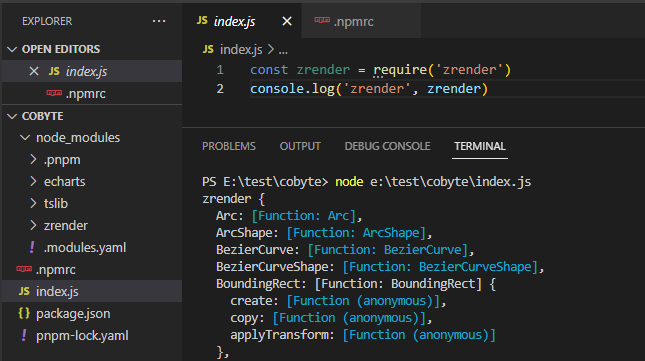 EXPLORER ...
OPEN EDITORS
× JS index.js
npm .npmrc
COBYTE
node_modules
.pnpm
echarts
tslib
zrender
! .modules.yaml
npm .npmrc
JS index.js
{} package.json
! pnpm-lock.yaml
JS index.js × npm .npmrc
JS index.js > ...
1 const zrender = require('zrender')
2 console.log('zrender', zrender)
PROBLEMS OUTPUT DEBUG CONSOLE TERMINAL
PS E:\test\cobyte> node e:\test\cobyte\index.js
zrender {
  Arc: [Function: Arc],
  ArcShape: [Function: ArcShape],
  BezierCurve: [Function: BezierCurve],
  BezierCurveShape: [Function: BezierCurveShape],
  BoundingRect: [Function: BoundingRect] {
    create: [Function (anonymous)],
    copy: [Function (anonymous)],
    applyTransform: [Function (anonymous)]
  },